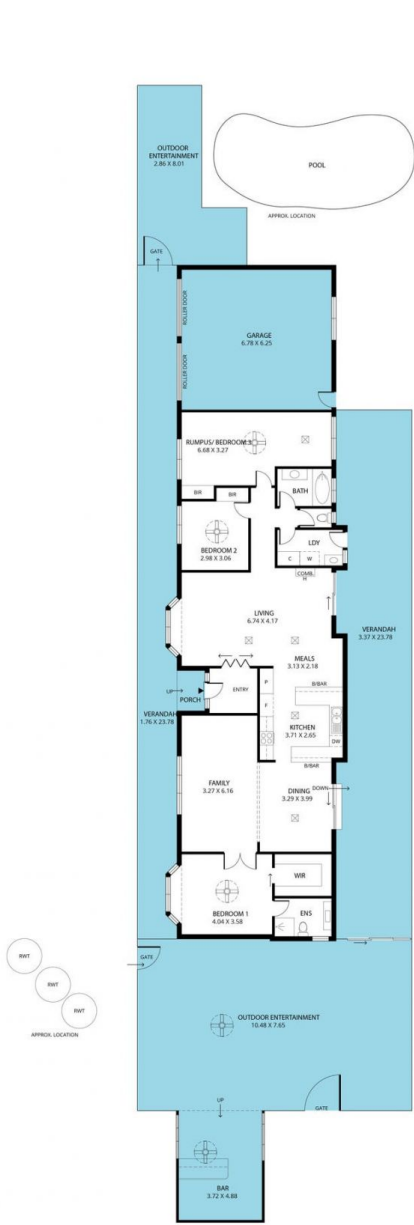 OUTDOOR
ENTERTAINMENT
2.86 X 8.01
POOL
APPROX. LOCATION
GATE
ROLLER DOOR
GARAGE
6.78 X 6.25
ROLLER DOOR
RUMPUS/ BEDROOM 3
6.68 X 3.27
BIR
BIR
BATH
BEDROOM 2
2.98 X 3.06
LDY
C
W
COMB.
H
LIVING
6.74 X 4.17
VERANDAH
3.37 X 23.78
MEALS
3.13 X 2.18
UP
PORCH
ENTRY
P
B/BAR
F
VERANDAH
1.76 X 23.78
KITCHEN
3.71 X 2.65
DW
B/BAR
FAMILY
3.27 X 6.16
DINING
3.29 X 3.99
DOWN
WIR
BEDROOM 1
4.04 X 3.58
ENS
RWT
RWT
RWT
APPROX. LOCATION
GATE
OUTDOOR ENTERTAINMENT
10.48 X 7.65
UP
GATE
BAR
3.72 X 4.88